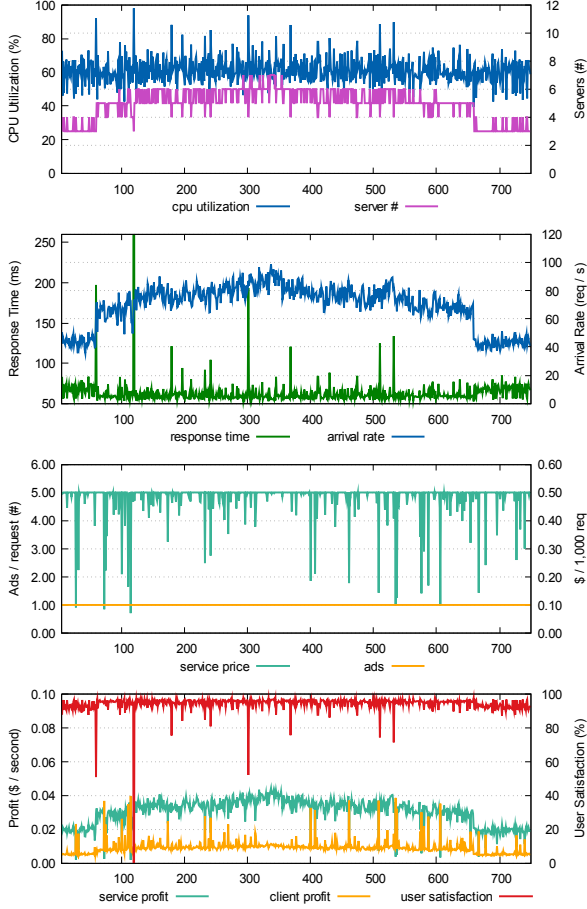 100 12
80 10
60 8
40 6
20 4
0 2
0
CPU Utilization (%)
Servers (#)
100 200 300 400 500 600 700
cpu utilization server #
250 120
200 100
150 80
100 60
50 40
20
0
Response Time (ms)
Arrival Rate (req / s)
100 200 300 400 500 600 700
response time arrival rate
6.00 0.60
5.00 0.50
4.00 0.40
3.00 0.30
2.00 0.20
1.00 0.10
0.00 0.00
Ads / request (#)
$ / 1,000 req
100 200 300 400 500 600 700
service price ads
0.10 100
0.08 80
0.06 60
0.04 40
0.02 20
0.00 0
Profit ($ / second)
User Satisfaction (%)
100 200 300 400 500 600 700
service profit client profit user satisfaction